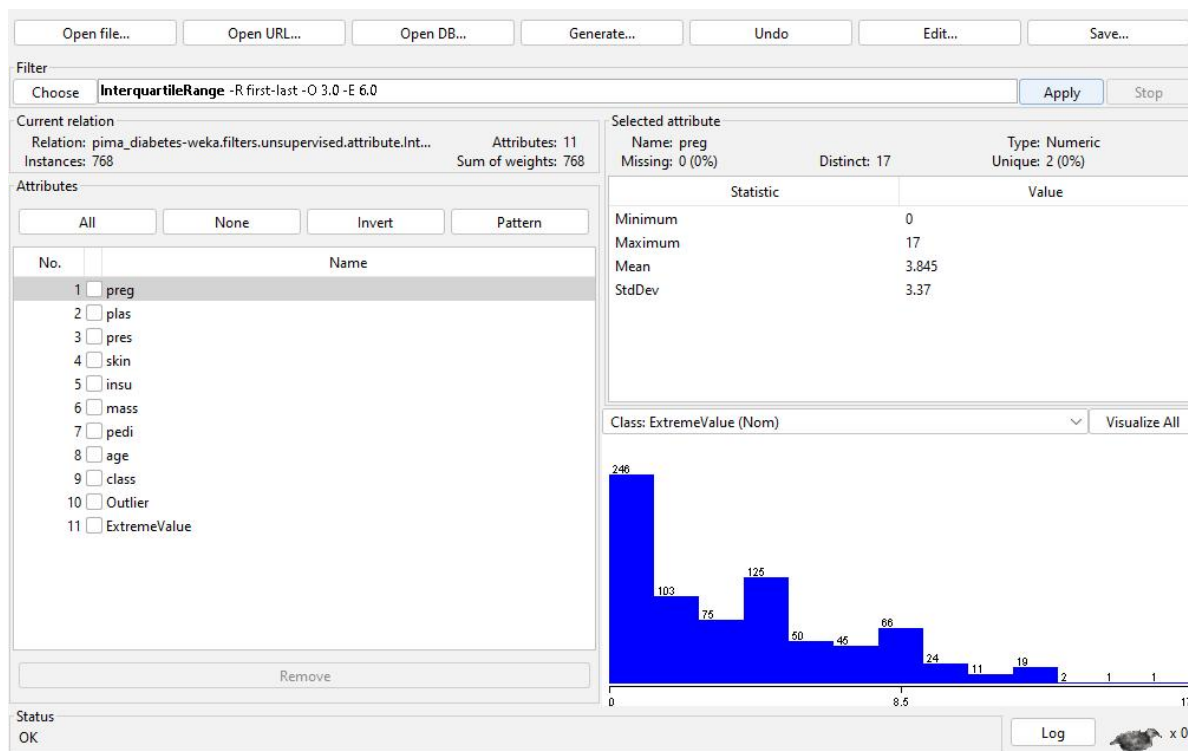 Open file... Open URL... Open DB... Generate... Undo Edit... Save...
Filter
Choose InterquartileRange -R first-last -O 3.0 -E 6.0 Apply Stop
Current relation
Relation: pima_diabetes-weka.filters.unsupervised.attribute.Int... Attributes: 11
Instances: 768 Sum of weights: 768
Attributes
All None Invert Pattern
No. Name
1 preg
2 plas
3 pres
4 skin
5 insu
6 mass
7 pedi
8 age
9 class
10 Outlier
11 ExtremeValue
Remove
Selected attribute
Name: preg Type: Numeric
Missing: 0 (0%) Distinct: 17 Unique: 2 (0%)
Statistic Value
Minimum 0
Maximum 17
Mean 3.845
StdDev 3.37
Class: ExtremeValue (Nom) Visualize All
246
103
75
125
50
45
66
24
11
19
2
1
1
0 8.5 17
Status
OK
Log x 0